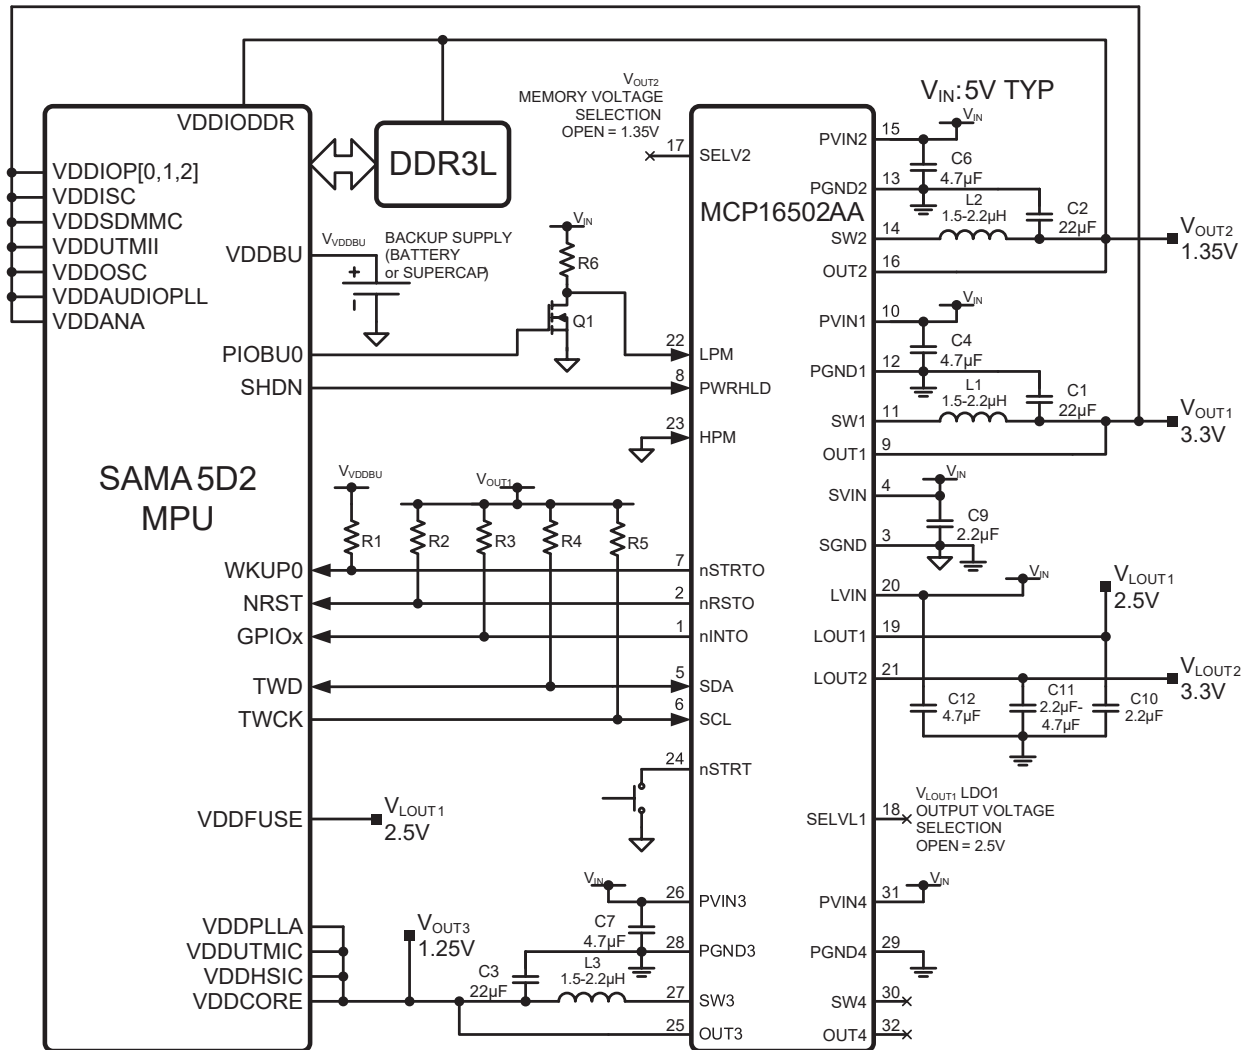 VDDIODDR
DDR3L
VDDIOP[0,1,2]
VDDISC
VDDSDMMC
VDDUTMII
VDDOSC
VDDAUDIOPLL
VDDANA
VDDBU
VVDDBU
BACKUP SUPPLY
(BATTERY
or SUPERCAP)
+
PIOBU0
SHDN
SAMA5D2
MPU
WKUP0
NRST
GPIOx
TWD
TWCK
VDDFUSE
VLOUT1
2.5V
VDDPLLA
VDDUTMIC
VDDHSIC
VDDCORE
VOUT3
1.25V
VIN
R6
Q1
VVDDBU
R1
VOUT1
R2
R3
R4
R5
VIN
C7
4.7µF
C3
22µF
L3
1.5-2.2µH
VOUT2
MEMORY VOLTAGE
SELECTION
OPEN = 1.35V
MCP16502AA
17 SELV2
22 LPM
8 PWRHLD
23 HPM
7 nSTRTO
2 nRSTO
1 nINTO
5 SDA
6 SCL
24 nSTRT
26 PVIN3
28 PGND3
27 SW3
25 OUT3
VIN: 5V TYP
PVIN2 15
VIN
C6
4.7µF
PGND2 13
L2
1.5-2.2µH
C2
22µF
SW2 14
OUT2 16
VOUT2
1.35V
PVIN1 10
VIN
C4
4.7µF
PGND1 12
L1
1.5-2.2µH
C1
22µF
SW1 11
OUT1 9
VOUT1
3.3V
SVIN 4
VIN
C9
2.2µF
SGND 3
LVIN 20
VIN
VLOUT1
2.5V
LOUT1 19
LOUT2 21
VLOUT2
3.3V
C12
4.7µF
C11
2.2µF-
4.7µF
C10
2.2µF
SELVL1 18
VLOUT1 LDO1
OUTPUT VOLTAGE
SELECTION
OPEN = 2.5V
PVIN4 31
VIN
PGND4 29
SW4 30
OUT4 32